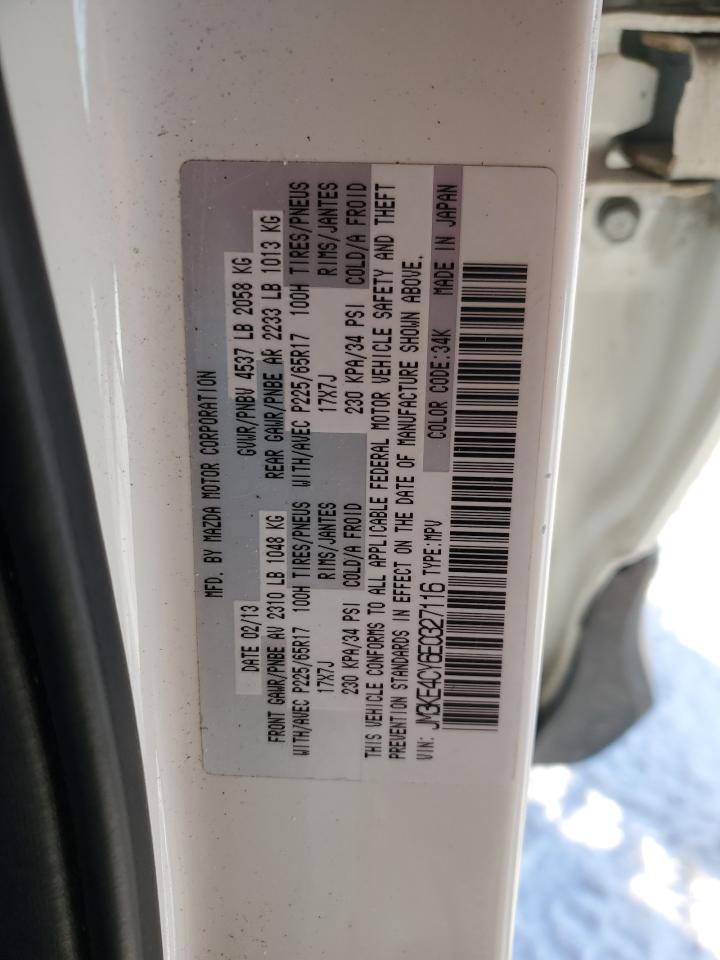 MFD. BY MAZDA MOTOR CORPORATION
DATE 02/13 GVWR/PNBV 4537 LB 2058 KG
FRONT GAWR/PNBE AV 2310 LB 1048 KG REAR GAWR/PNBE AR 2233 LB 1013 KG
WITH/AVEC P225/65R17 100H TIRES/PNEUS WITH/AVEC P225/65R17 100H TIRES/PNEUS
17X7J RIMS/JANTES 17X7J RIMS/JANTES
230 KPA/34 PSI COLD/A FROID 230 KPA/34 PSI COLD/A FROID
THIS VEHICLE CONFORMS TO ALL APPLICABLE FEDERAL MOTOR VEHICLE SAFETY AND THEFT
PREVENTION STANDARDS IN EFFECT ON THE DATE OF MANUFACTURE SHOWN ABOVE.
VIN: JM3KE4CY6E0327116 TYPE:MPV COLOR CODE:34K MADE IN JAPAN